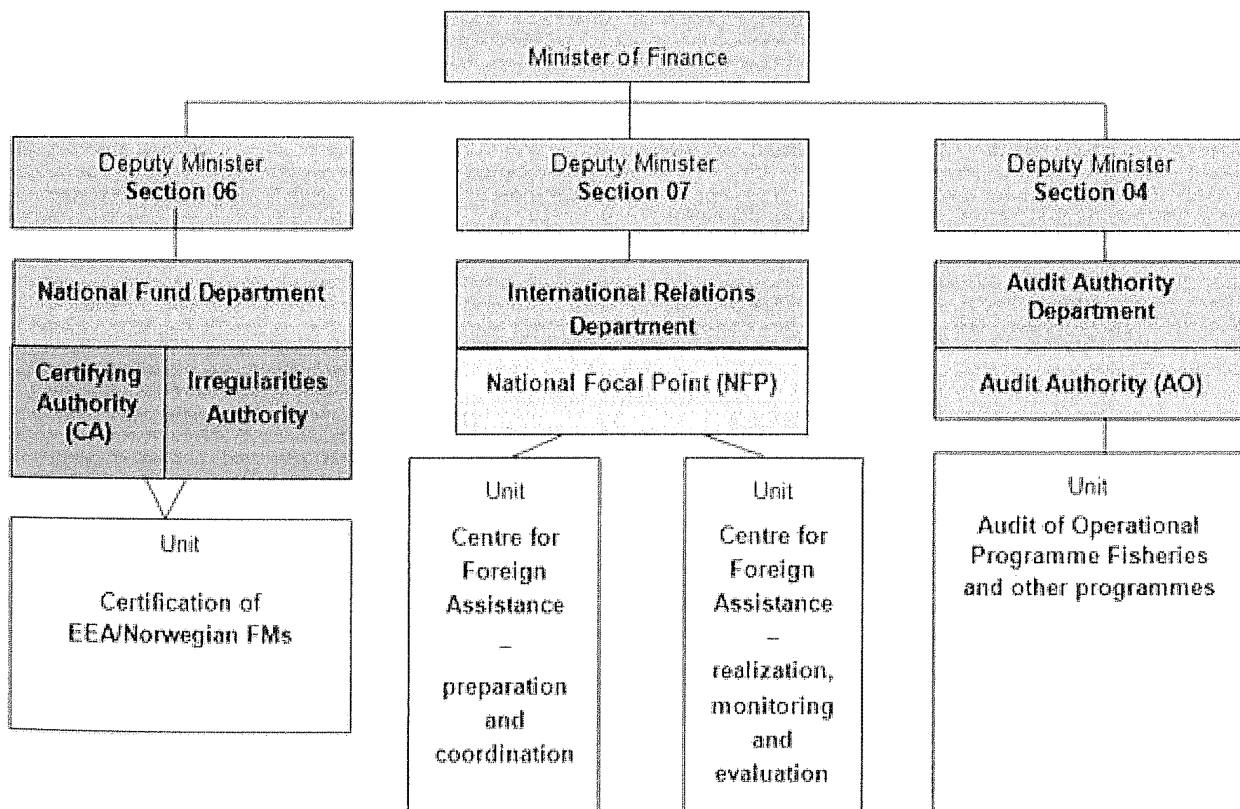 Minister of Finance
Deputy Minister
Section 06
Deputy Minister
Section 07
Deputy Minister
Section 04
National Fund Department
International Relations
Department
Audit Authority
Department
Certifying
Authority
(CA)
Irregularities
Authority
National Focal Point (NFP)
Audit Authority (AO)
Unit
Certification of
EEA/Norwegian FMs
Unit
Centre for
Foreign
Assistance
–
preparation
and
coordination
Unit
Centre for
Foreign
Assistance
–
realization,
monitoring
and
evaluation
Unit
Audit of Operational
Programme Fisheries
and other programmes